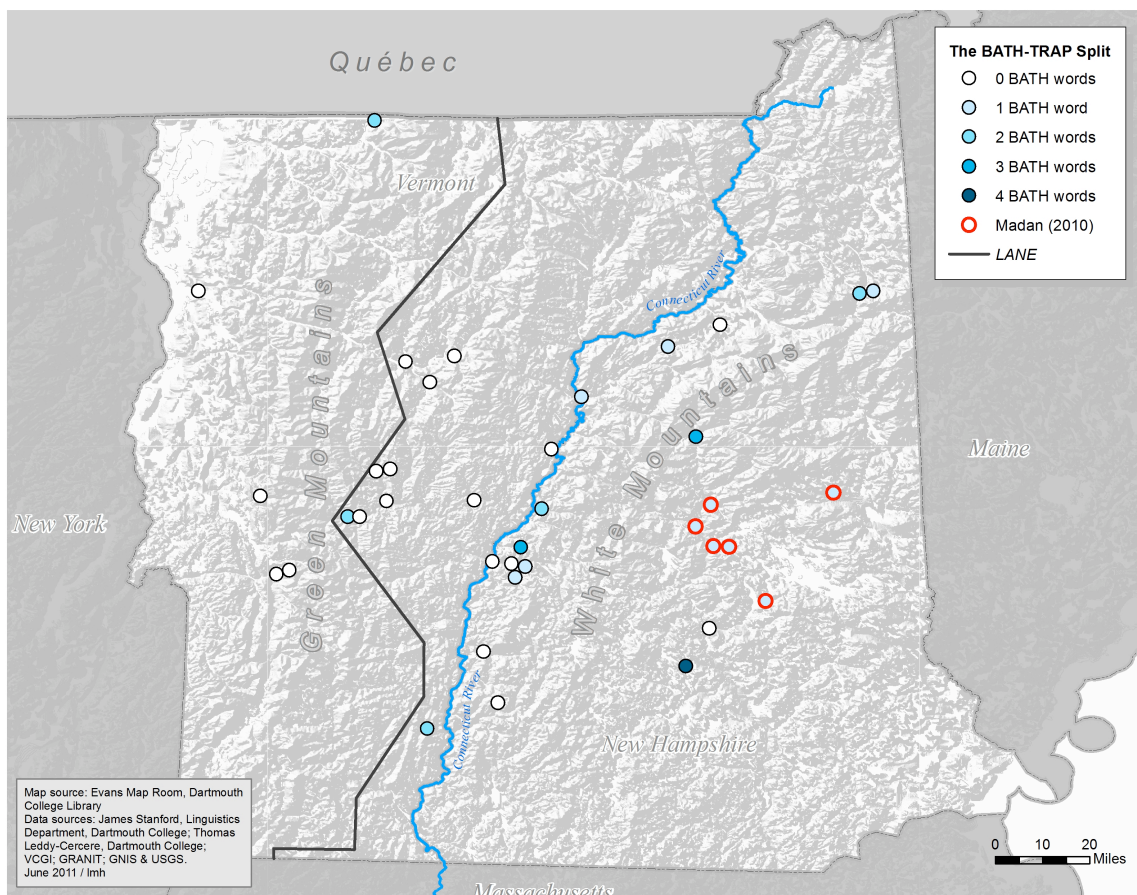 Québec
The BATH-TRAP Split
0 BATH words
1 BATH word
2 BATH words
3 BATH words
4 BATH words
Madan (2010)
LANE
Vermont
Connecticut River
Green Mountains
White Mountains
Maine
New York
Connecticut River
New Hampshire
Map source: Evans Map Room, Dartmouth
College Library
Data sources: James Stanford, Linguistics
Department, Dartmouth College; Thomas
Leddy-Cercere, Dartmouth College;
VCGI; GRANIT; GNIS & USGS.
June 2011 / lmh
0 10 20
Miles
Massachusetts